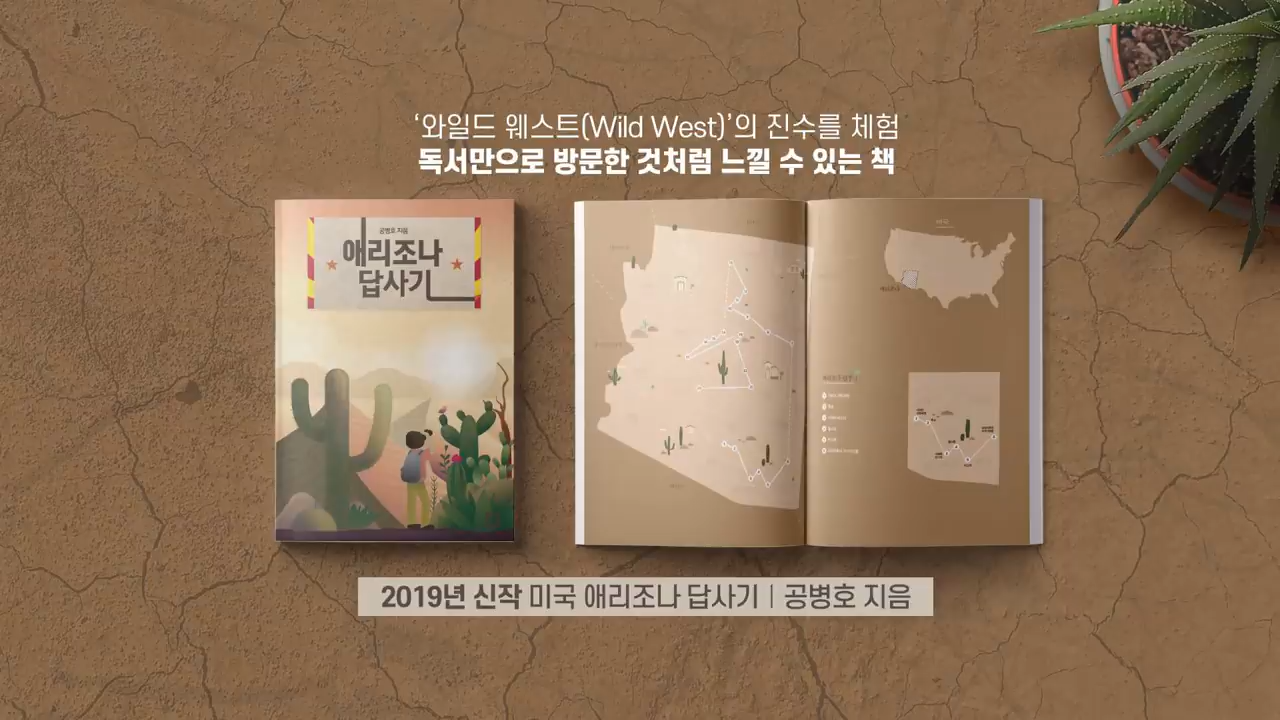 ‘와일드 웨스트(Wild West)’의 진수를 체험
독서만으로 방문한 것처럼 느낄 수 있는 책
공병호 지음
애리조나
답사기
2019년 신작 미국 애리조나 답사기 | 공병호 지음